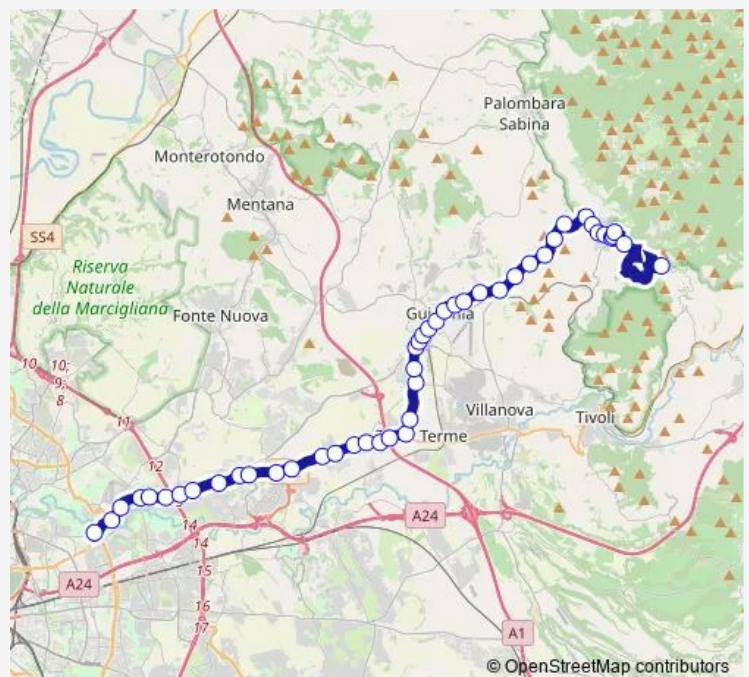 Palombara
Sabina
Monterotondo
Mentana
SS4
Riserva
Naturale
della Marcigliana
Fonte Nuova
10
10;
9;
8
11
12
Villanova
Terme
Tivoli
14
14
A24
15
A24
16
17
A1
© OpenStreetMap contributors